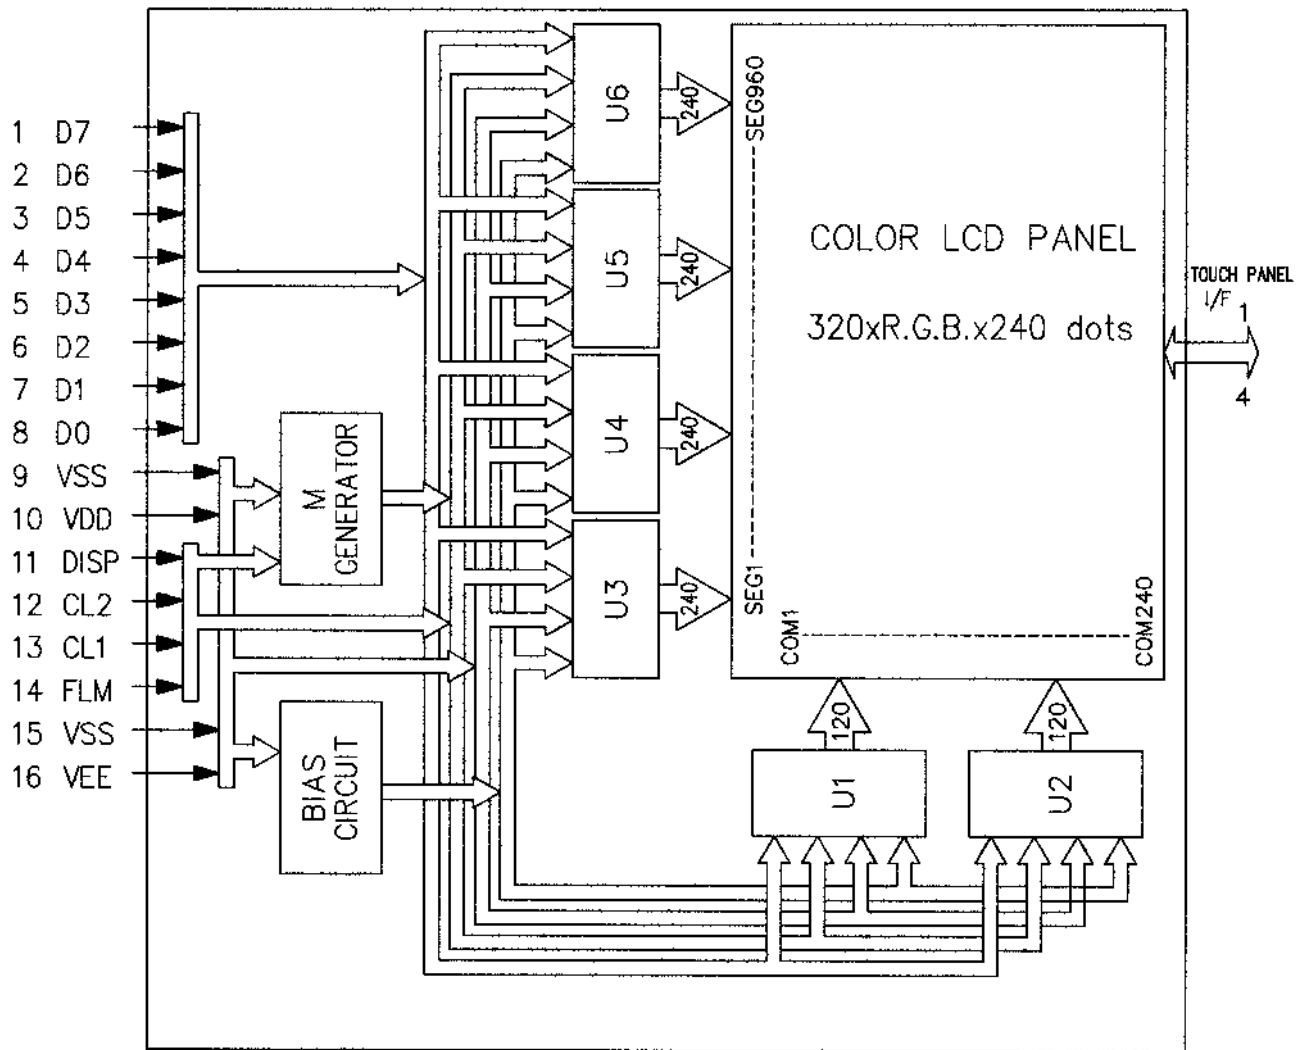 1 D7
2 D6
3 D5
4 D4
5 D3
6 D2
7 D1
8 D0
9 VSS
10 VDD
11 DISP
12 CL2
13 CL1
14 FLM
15 VSS
16 VEE
M
GENERATOR
BIAS
CIRCUIT
U6
U5
U4
U3
240
240
240
240
SEG1
SEG960
COLOR LCD PANEL
320xR.G.B.x240 dots
COM1
COM240
TOUCH PANEL
I/F
1
4
120
120
U1
U2